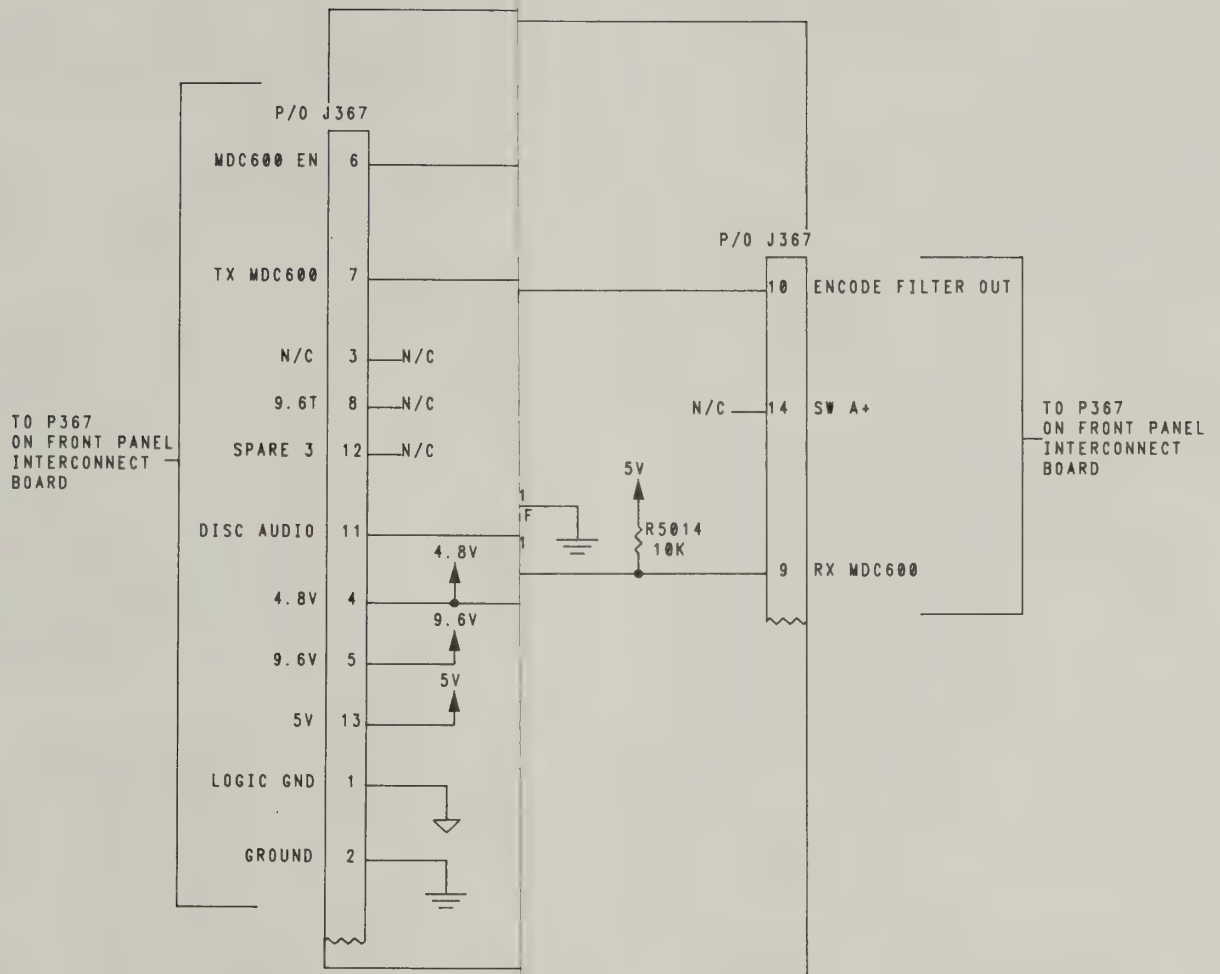 P/O J367
MDC600 EN 6
TX MDC600 7
N/C 3 N/C
9.6T 8 N/C
SPARE 3 12 N/C
DISC AUDIO 11
4.8V
4.8V 4
9.6V
9.6V 5
5V
5V 13
LOGIC GND 1
GROUND 2
TO P367
ON FRONT PANEL
INTERCONNECT
BOARD
1
F
1
5V
R5014
10K
P/O J367
10 ENCODE FILTER OUT
N/C 14 SW A+
9 RX MDC600
TO P367
ON FRONT PANEL
INTERCONNECT
BOARD